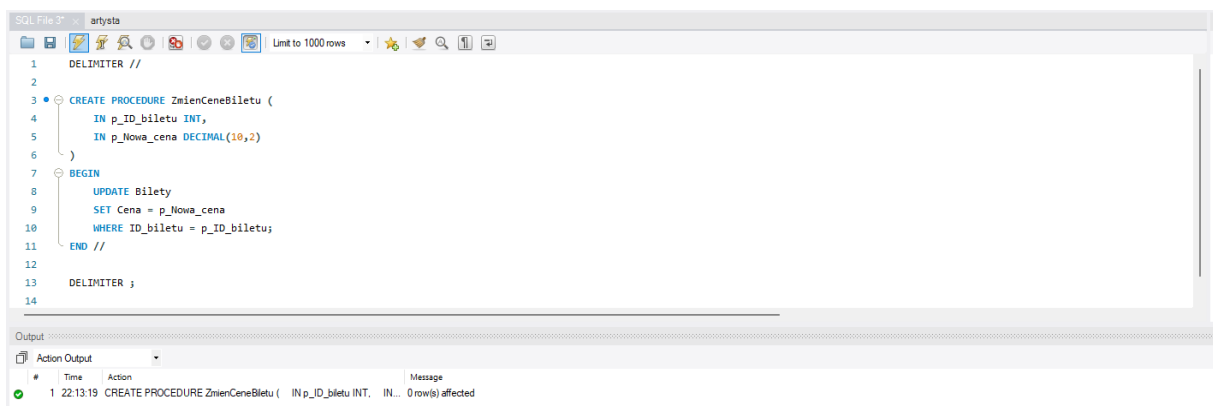 SQL File 3* × artysta
Limit to 1000 rows
1 DELIMITER //
2
3 CREATE PROCEDURE ZmienCeneBiletu (
4 IN p_ID_biletu INT,
5 IN p_Nowa_cena DECIMAL(10,2)
6 )
7 BEGIN
8 UPDATE Bilety
9 SET Cena = p_Nowa_cena
10 WHERE ID_biletu = p_ID_biletu;
11 END //
12
13 DELIMITER ;
14
Output
Action Output
# Time Action Message
1 22:13:19 CREATE PROCEDURE ZmienCeneBiletu ( IN p_ID_biletu INT, IN... 0 row(s) affected